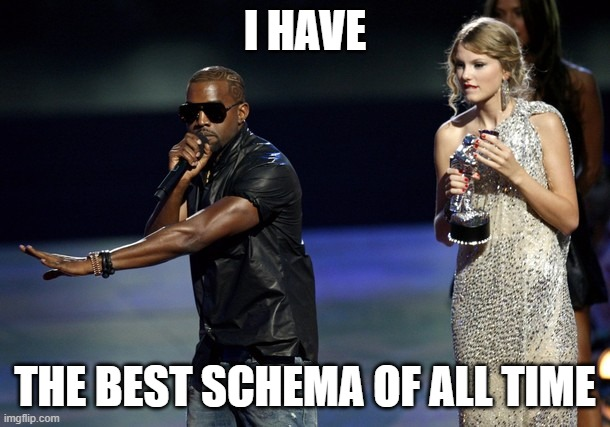 I HAVE
THE BEST SCHEMA OF ALL TIME
imgflip.com